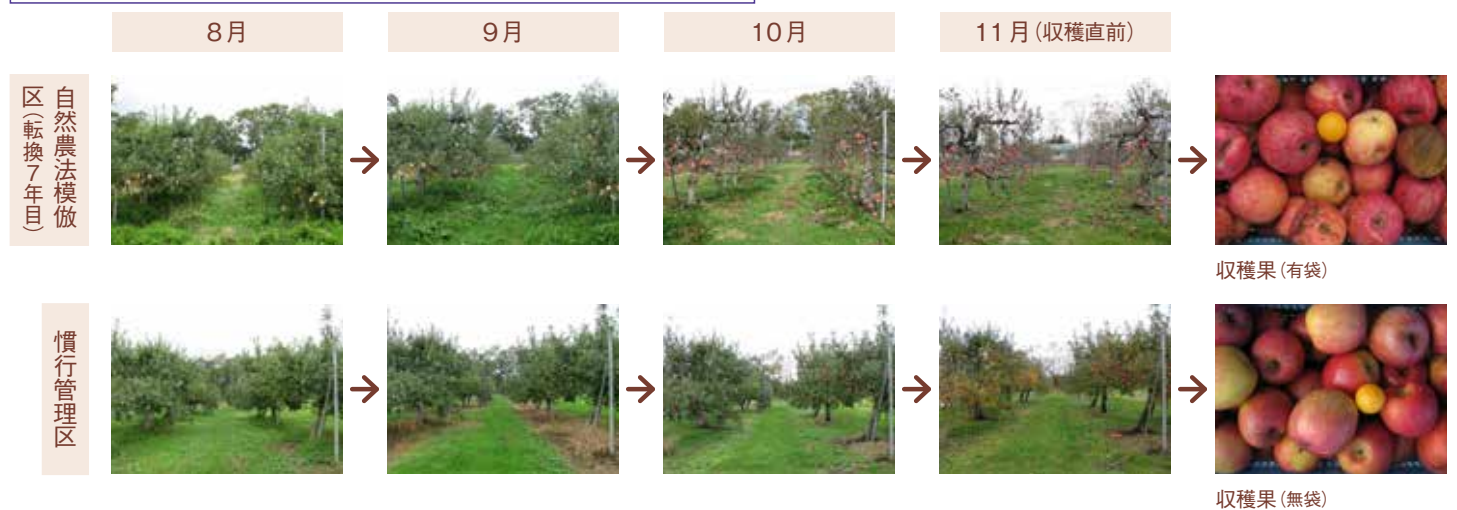 8月
9月
10月
11月(収穫直前)
自然農法模倣
区(転換7年目)
収穫果(有袋)
慣行管理区
収穫果(無袋)